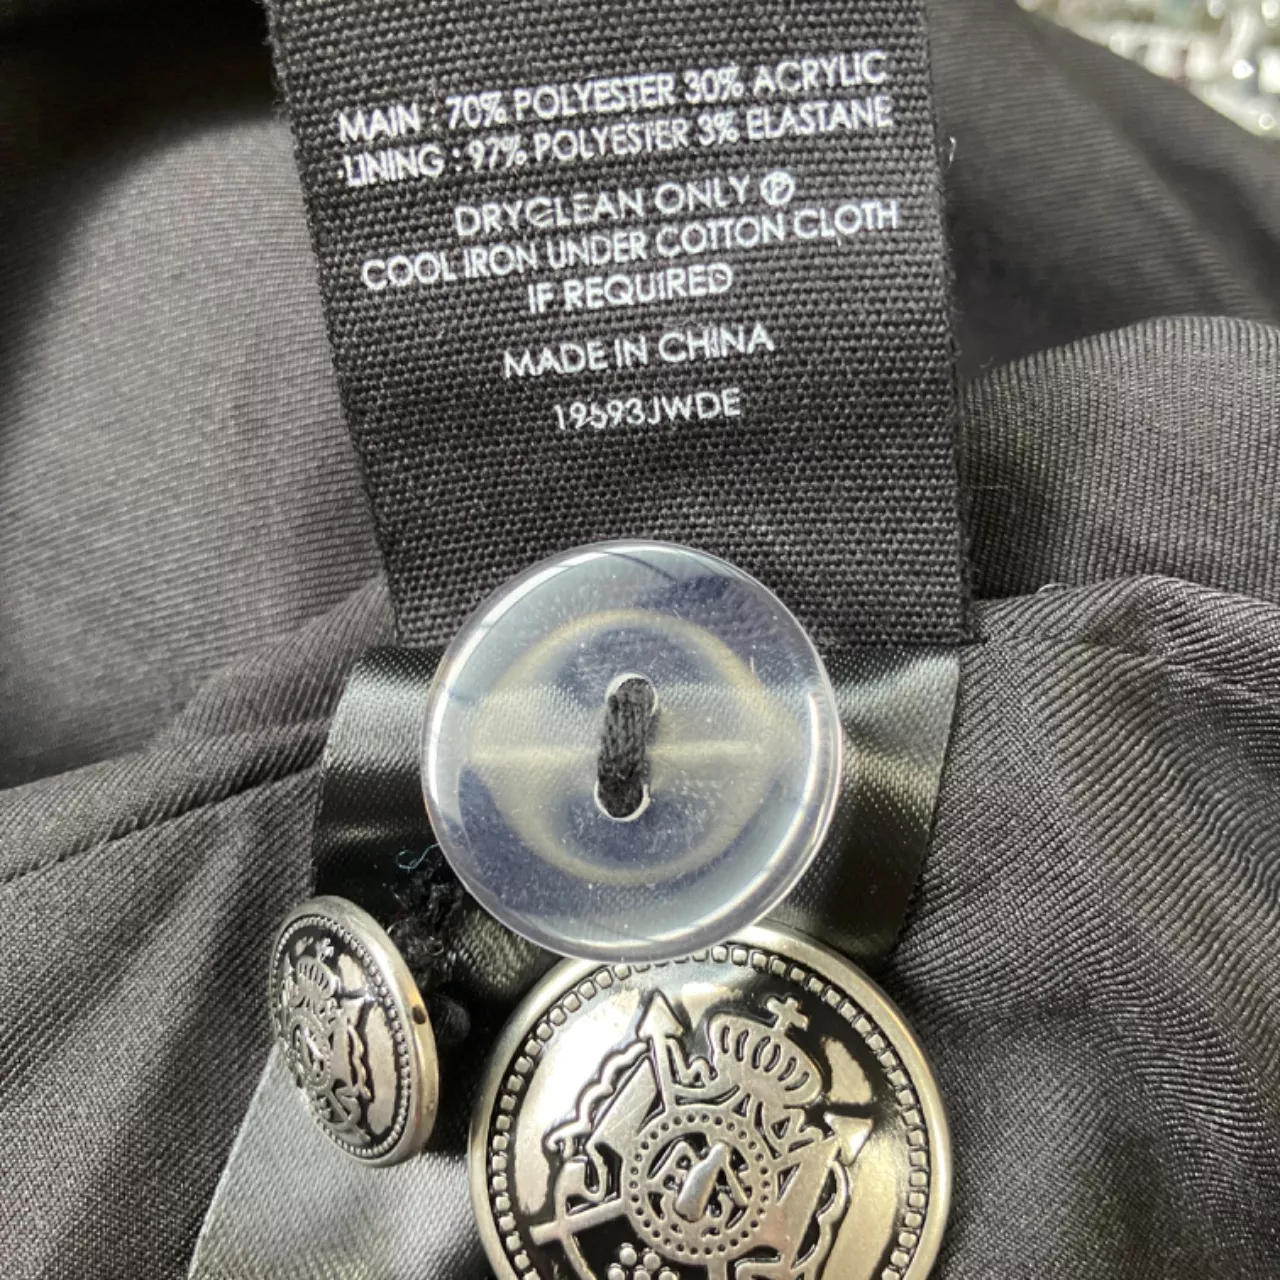 MAIN : 70% POLYESTER 30% ACRYLIC
LINING : 97% POLYESTER 3% ELASTANE
DRYCLEAN ONLY Ⓟ
COOL IRON UNDER COTTON CLOTH
IF REQUIRED
MADE IN CHINA
19593JWDE